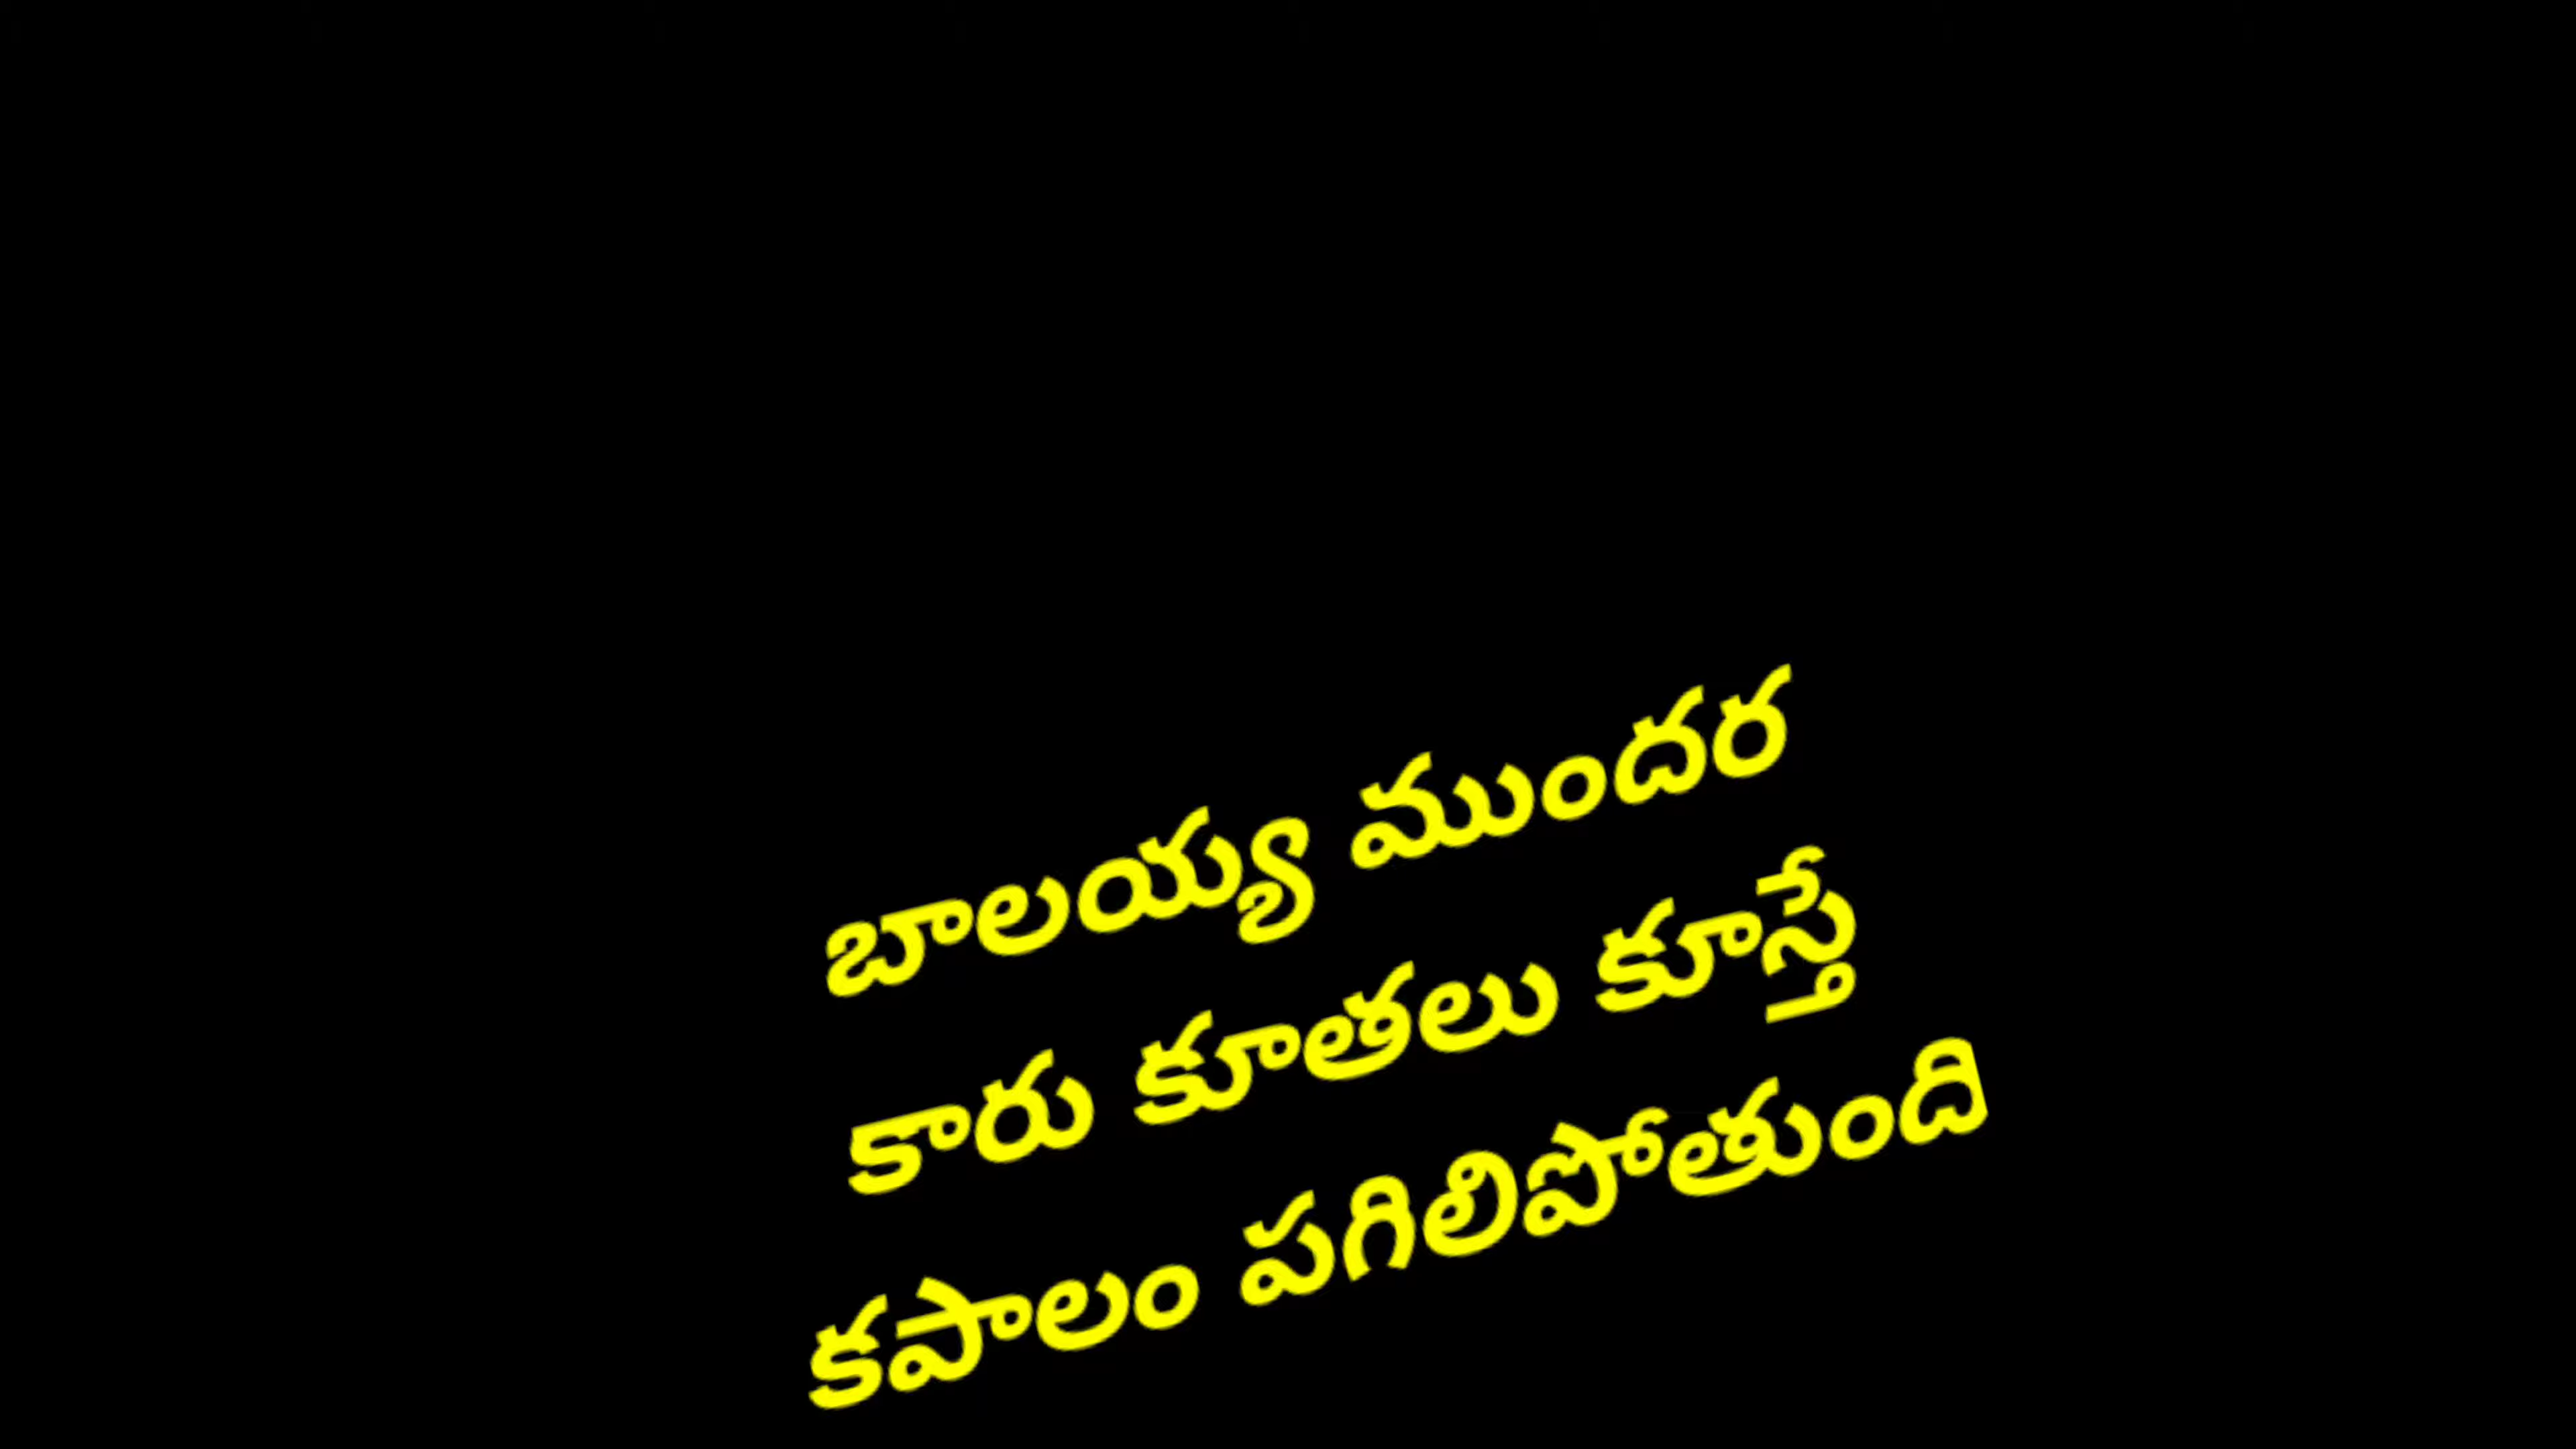 బాలయ్య ముందర
కారు కూతలు కూస్తే
కపాలం పగిలిపోతుంది